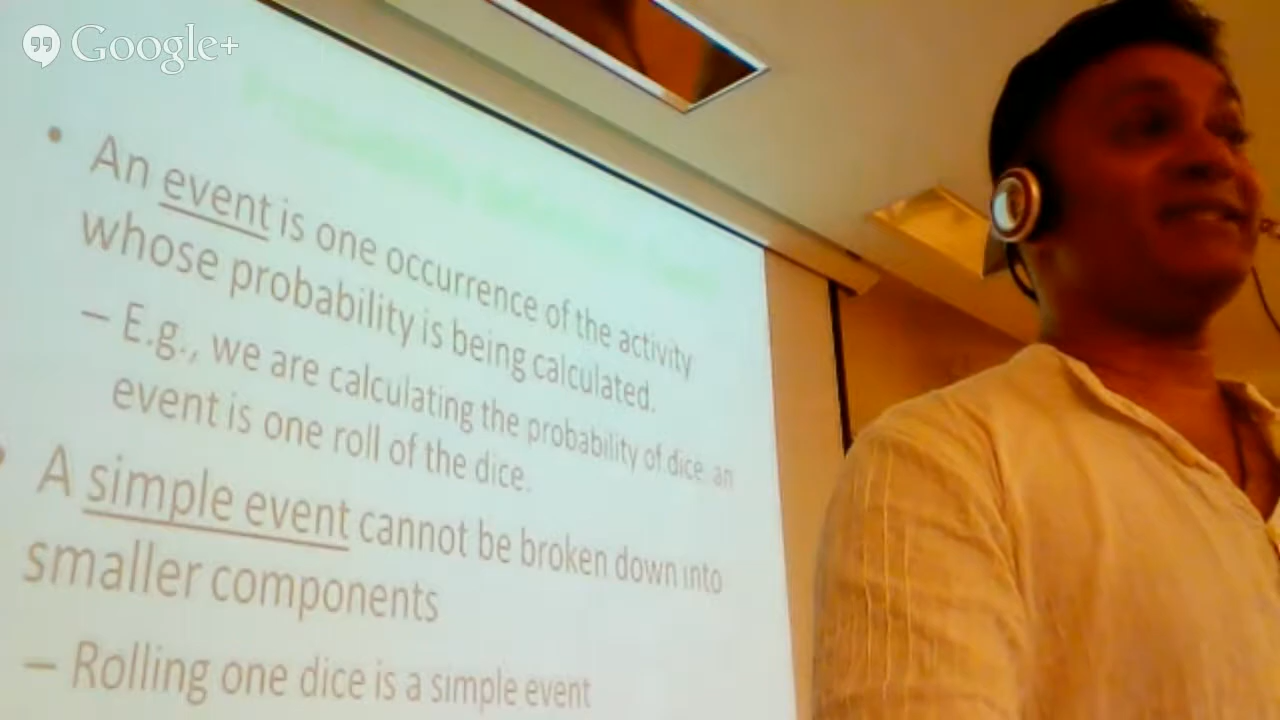 Google+
• An event is one occurrence of the activity
whose probability is being calculated.
– E.g., we are calculating the probability of dice, an
event is one roll of the dice.
• A simple event cannot be broken down into
smaller components
– Rolling one dice is a simple event